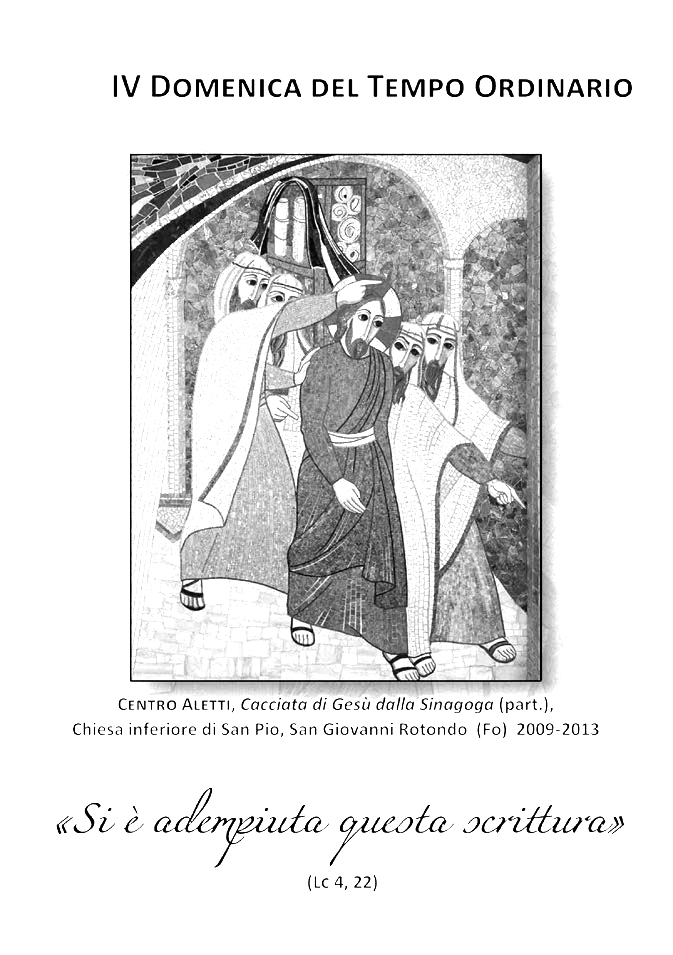 IV DOMENICA DEL TEMPO ORDINARIO
CENTRO ALETTI, Cacciata di Gesù dalla Sinagoga (part.),
Chiesa inferiore di San Pio, San Giovanni Rotondo (Fo) 2009-2013
«Si è adempiuta questa scrittura»
(Lc 4, 22)